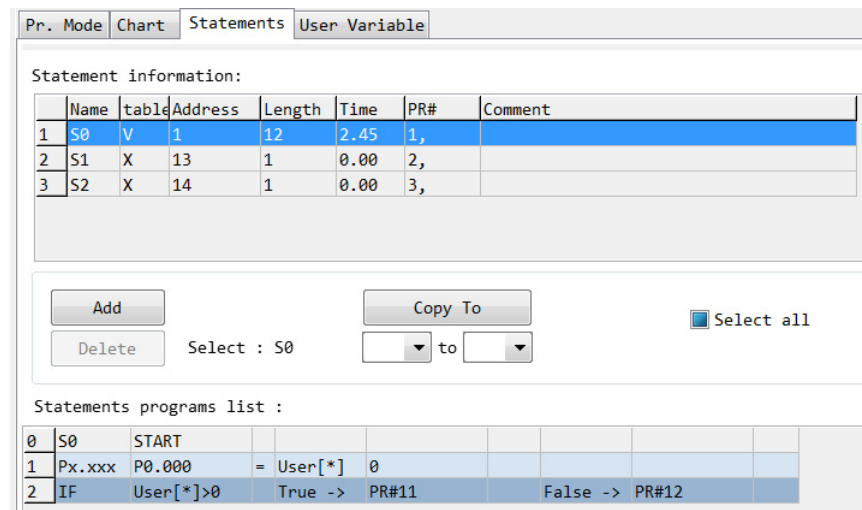 Pr. Mode Chart Statements User Variable
Statement information:
Name table Address Length Time PR# Comment
1 S0 V 1 12 2.45 1,
2 S1 X 13 1 0.00 2,
3 S2 X 14 1 0.00 3,
Add Copy To Select all
Delete Select : S0 to
Statements programs list :
0 S0 START
1 Px.xxx P0.000 = User[*] 0
2 IF User[*]>0 True -> PR#11 False -> PR#12